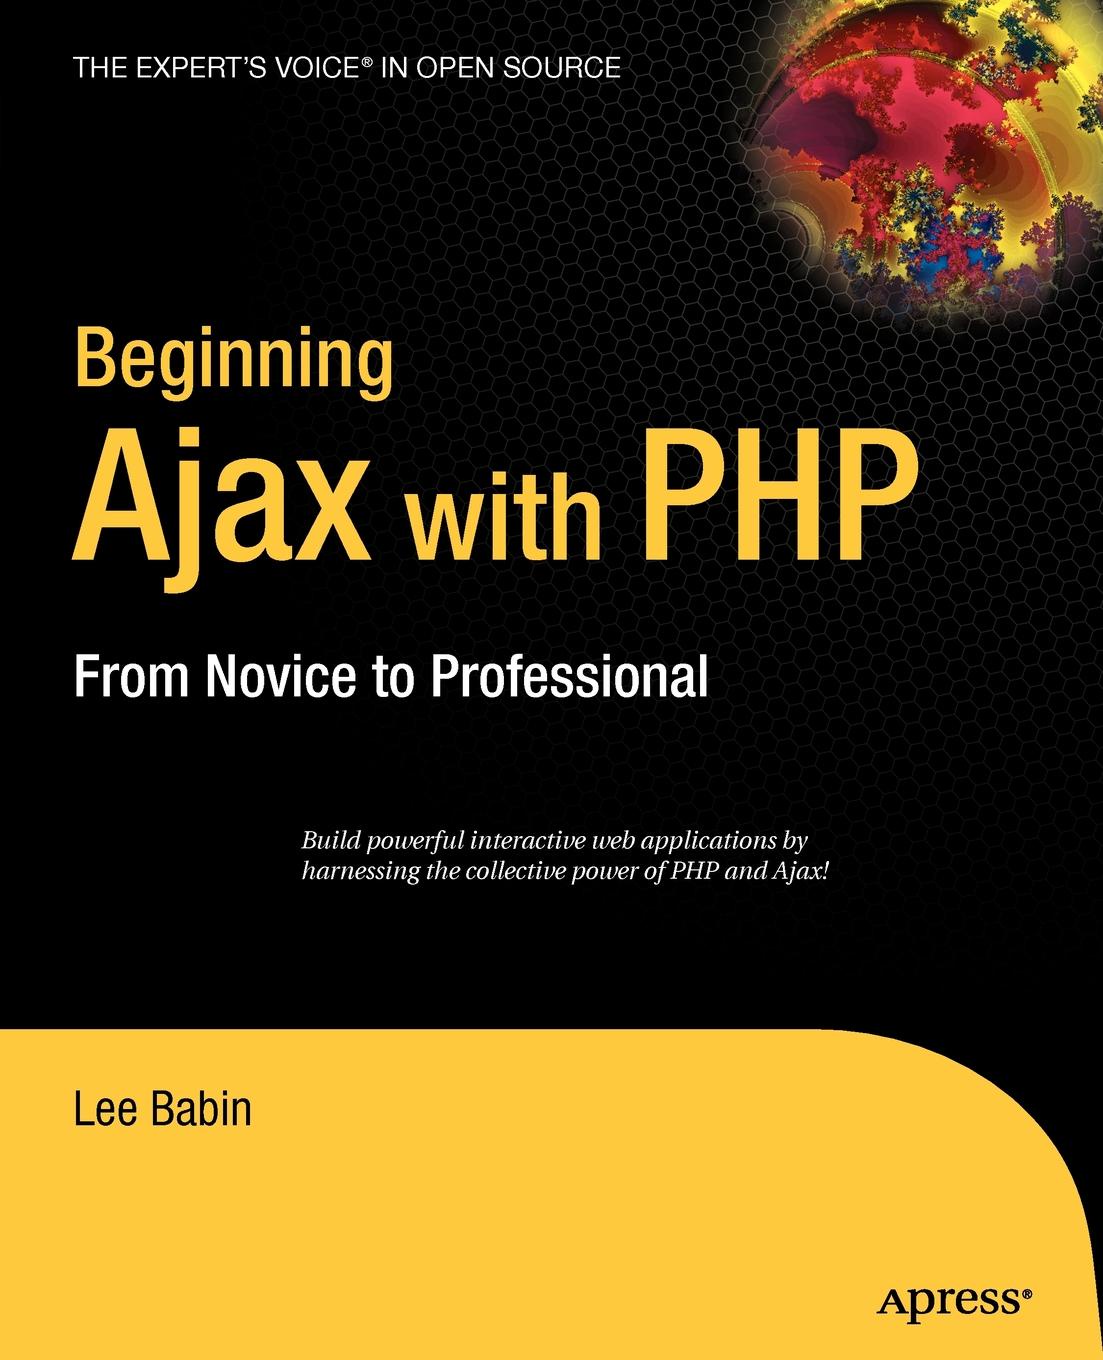 THE EXPERT'S VOICE® IN OPEN SOURCE
Beginning
Ajax with PHP
From Novice to Professional
Build powerful interactive web applications by
harnessing the collective power of PHP and Ajax!
Lee Babin
Apress®